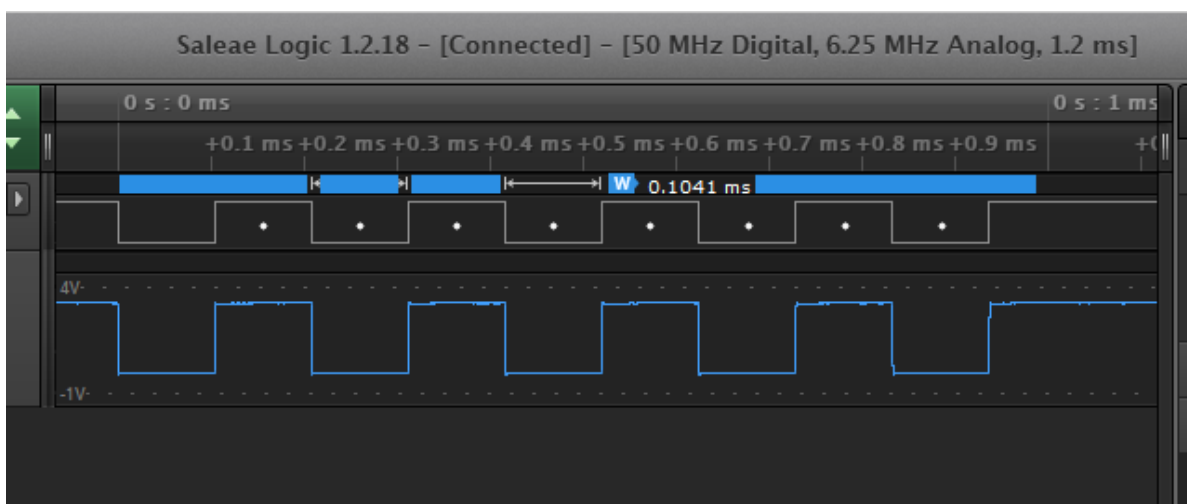 Saleae Logic 1.2.18 - [Connected] - [50 MHz Digital, 6.25 MHz Analog, 1.2 ms]
0 s : 0 ms 0 s : 1 ms
+0.1 ms +0.2 ms +0.3 ms +0.4 ms +0.5 ms +0.6 ms +0.7 ms +0.8 ms +0.9 ms
W 0.1041 ms
4V
-1V